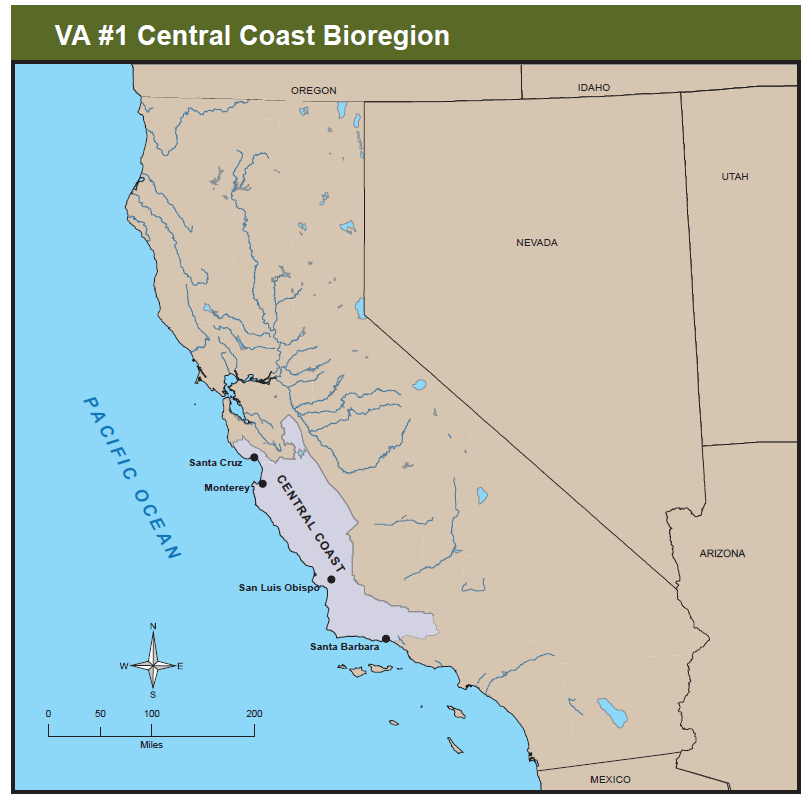 VA #1 Central Coast Bioregion
OREGON
IDAHO
UTAH
NEVADA
PACIFIC OCEAN
Santa Cruz
Monterey
CENTRAL COAST
ARIZONA
San Luis Obispo
N
W
E
S
Santa Barbara
0 50 100 200
Miles
MEXICO